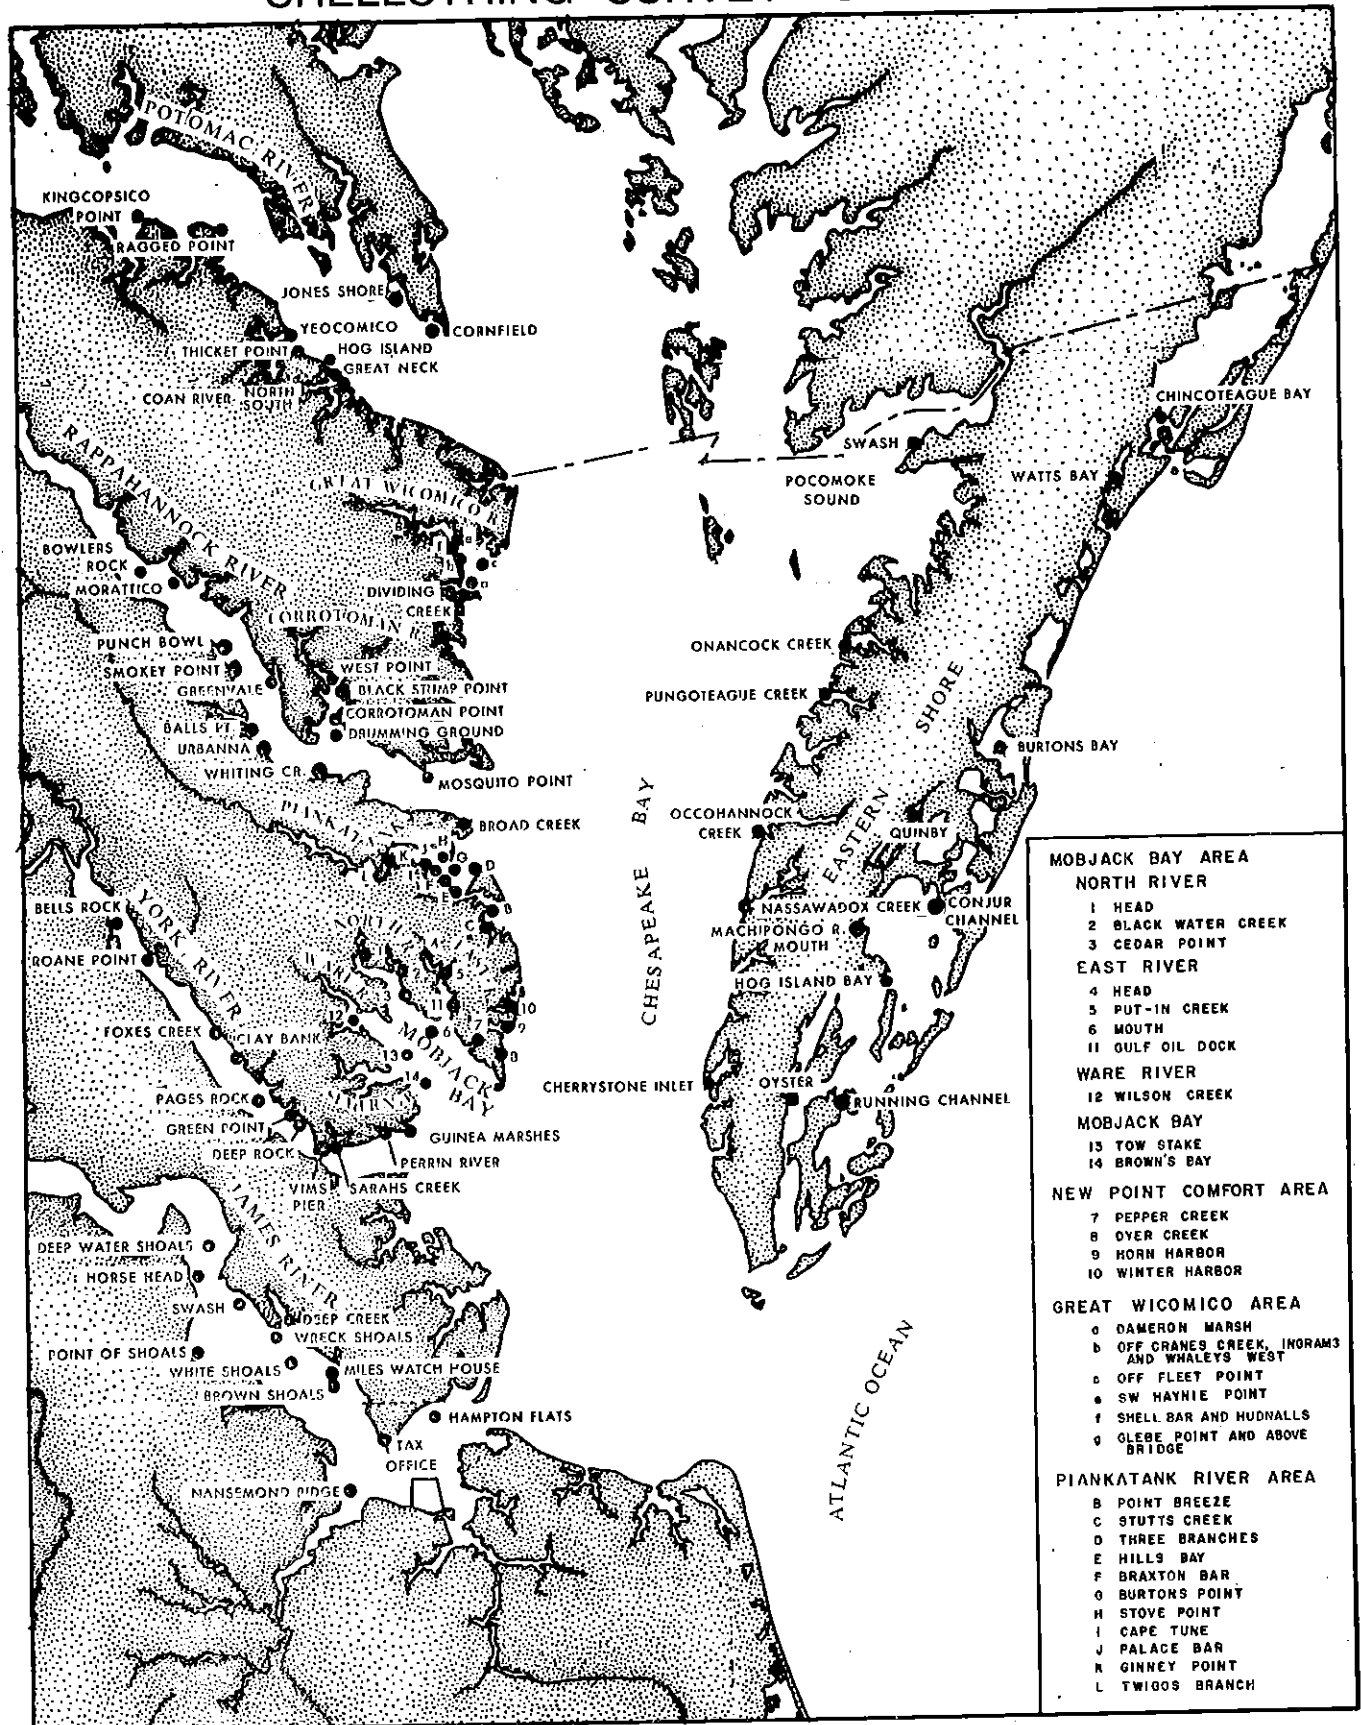 POTOMAC RIVER
KINGCOPSICO
POINT
RAGGED POINT
JONES SHORE
CORNFIELD
YEOCOMICO
THICKET POINT
HOG ISLAND
GREAT NECK
COAN RIVER
NORTH
SOUTH
CHINCOTEAGUE BAY
SWASH
POCOMOKE
SOUND
WATTS BAY
RAPPAHANNOCK RIVER
GREAT WICOMICO R.
BOWLERS
ROCK
MORATTICO
DIVIDING
CREEK
CORROTOMAN R.
PUNCH BOWL
SMOKEY POINT
GREENVALE
WEST POINT
BLACK STRIMP POINT
CORROTOMAN POINT
DRUMMING GROUND
BALLS PT.
URBANNA
WHITING CR.
MOSQUITO POINT
ONANCOCK CREEK
PUNGOTEAGUE CREEK
EASTERN SHORE
BURTONS BAY
PIANKATANK
BROAD CREEK
CHESAPEAKE BAY
OCCOHANNOCK
CREEK
QUINBY
BELLS ROCK
YORK RIVER
ROANE POINT
NASSAWADOX CREEK
CONJUR
CHANNEL
MACHIPONGO R.
MOUTH
HOG ISLAND BAY
FOXES CREEK
CLAY BANK
MOBJACK
BAY
PAGES ROCK
GREEN POINT
DEEP ROCK
GUINEA MARSHES
PERRIN RIVER
VIMS
PIER
SARAHS CREEK
CHERRYSTONE INLET
OYSTER
RUNNING CHANNEL
JAMES RIVER
DEEP WATER SHOALS
HORSE HEAD
SWASH
DEEP CREEK
WRECK SHOALS
POINT OF SHOALS
WHITE SHOALS
MILES WATCH HOUSE
BROWN SHOALS
HAMPTON FLATS
TAX
OFFICE
NANSEMOND RIDGE
ATLANTIC OCEAN
MOBJACK BAY AREA
NORTH RIVER
1 HEAD
2 BLACK WATER CREEK
3 CEDAR POINT
EAST RIVER
4 HEAD
5 PUT-IN CREEK
6 MOUTH
11 GULF OIL DOCK
WARE RIVER
12 WILSON CREEK
MOBJACK BAY
13 TOW STAKE
14 BROWN'S BAY
NEW POINT COMFORT AREA
7 PEPPER CREEK
8 DYER CREEK
9 HORN HARBOR
10 WINTER HARBOR
GREAT WICOMICO AREA
a DAMERON MARSH
b OFF CRANES CREEK, INGRAMS
AND WHALEYS WEST
c OFF FLEET POINT
e SW HAYNIE POINT
f SHELL BAR AND HUDNALLS
g GLEBE POINT AND ABOVE
BRIDGE
PIANKATANK RIVER AREA
B POINT BREEZE
C STUTTS CREEK
D THREE BRANCHES
E HILLS BAY
F BRAXTON BAR
G BURTONS POINT
H STOVE POINT
I CAPE TUNE
J PALACE BAR
K GINNEY POINT
L TWIGGS BRANCH